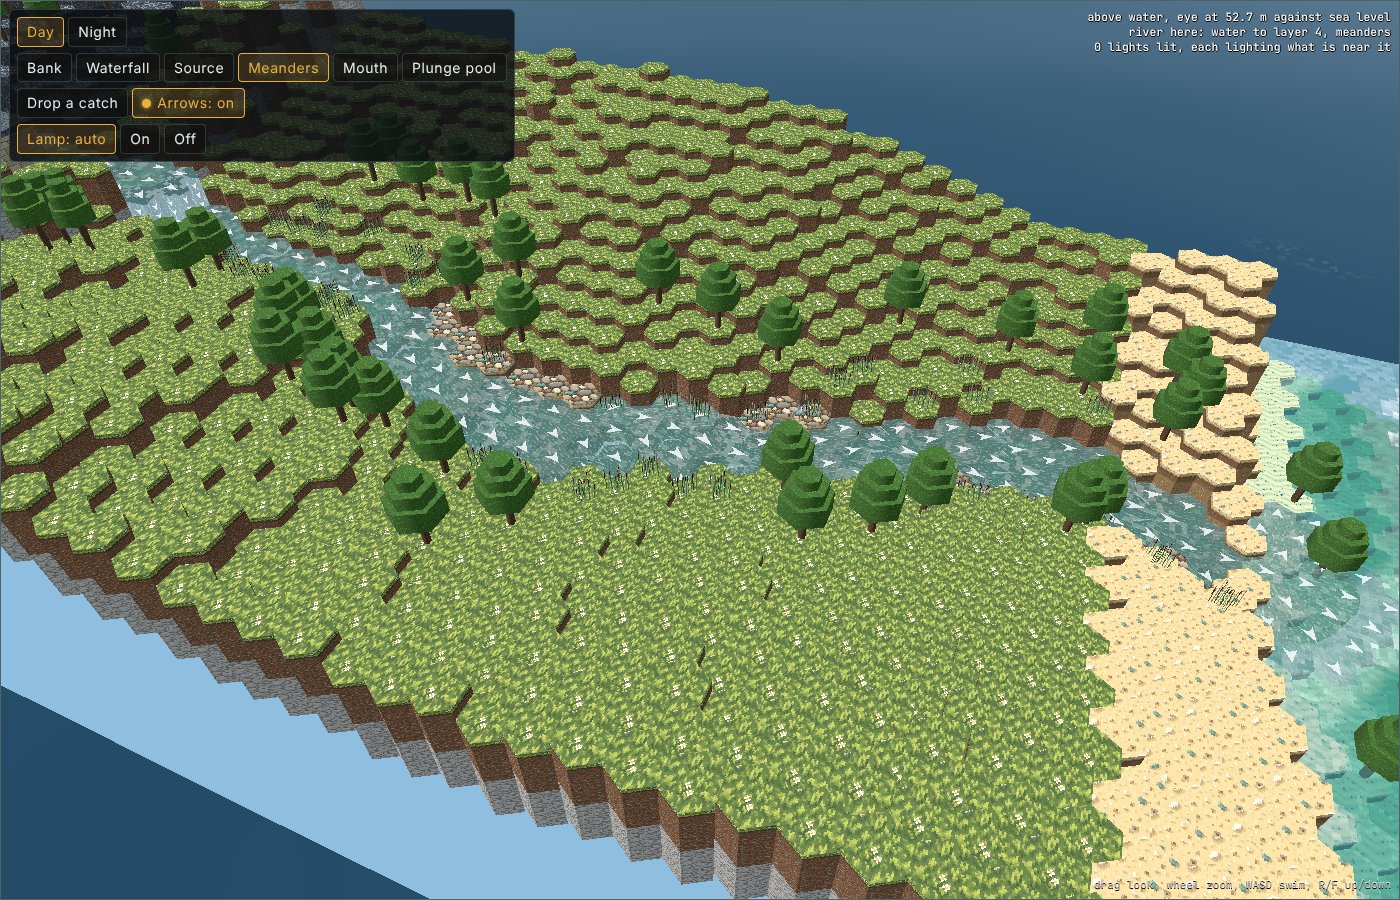 Day Night
Bank Waterfall Source Meanders Mouth Plunge pool
Drop a catch Arrows: on
Lamp: auto On Off
above water, eye at 52.7 m against sea level
river here: water to layer 4, meanders
0 lights lit, each lighting what is near it
drag look, wheel zoom, WASD swim, R/F up/down